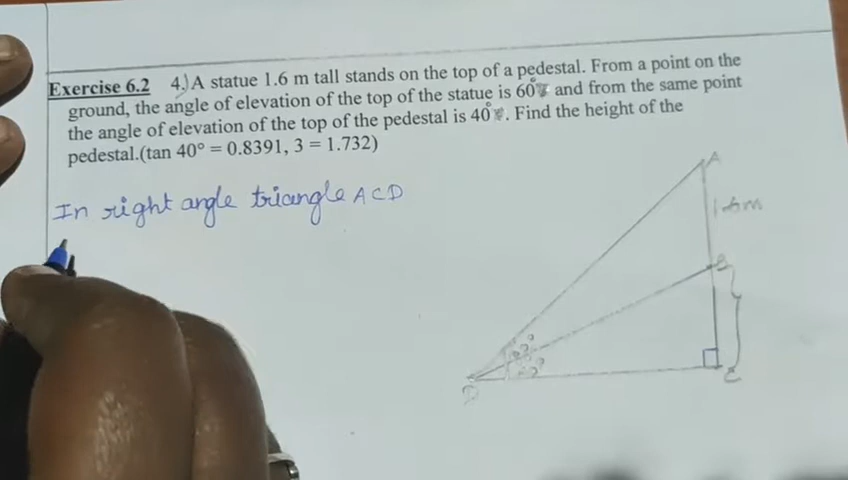 Exercise 6.2 4.) A statue 1.6 m tall stands on the top of a pedestal. From a point on the
ground, the angle of elevation of the top of the statue is 60° and from the same point
the angle of elevation of the top of the pedestal is 40°. Find the height of the
pedestal.(tan 40° = 0.8391, 3 = 1.732)
In right angle triangle ACD
A
1.6m
B
D
C